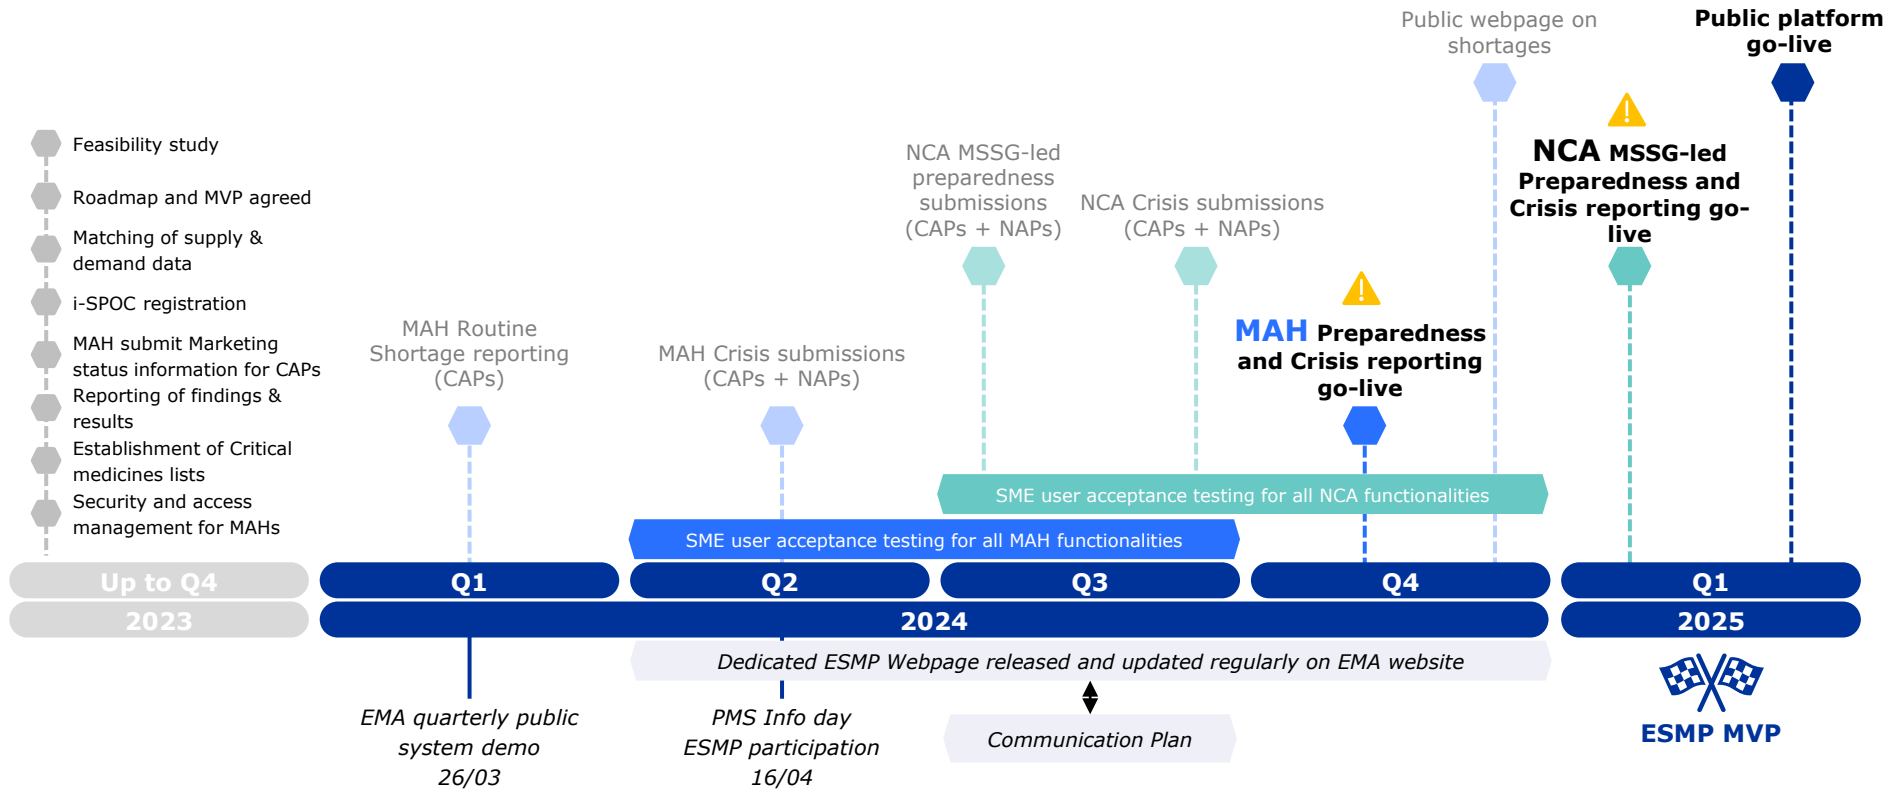 Public webpage on
shortages
Public platform
go-live
Feasibility study
Roadmap and MVP agreed
Matching of supply &
demand data
i-SPOC registration
MAH submit Marketing
status information for CAPs
Reporting of findings &
results
Establishment of Critical
medicines lists
Security and access
management for MAHs
MAH Routine
Shortage reporting
(CAPs)
MAH Crisis submissions
(CAPs + NAPs)
NCA MSSG-led
preparedness
submissions
(CAPs + NAPs)
NCA Crisis submissions
(CAPs + NAPs)
MAH Preparedness
and Crisis reporting
go-live
NCA MSSG-led
Preparedness and
Crisis reporting go-
live
SME user acceptance testing for all NCA functionalities
SME user acceptance testing for all MAH functionalities
Up to Q4
Q1
Q2
Q3
Q4
Q1
2023
2024
2025
Dedicated ESMP Webpage released and updated regularly on EMA website
EMA quarterly public
system demo
26/03
PMS Info day
ESMP participation
16/04
Communication Plan
ESMP MVP